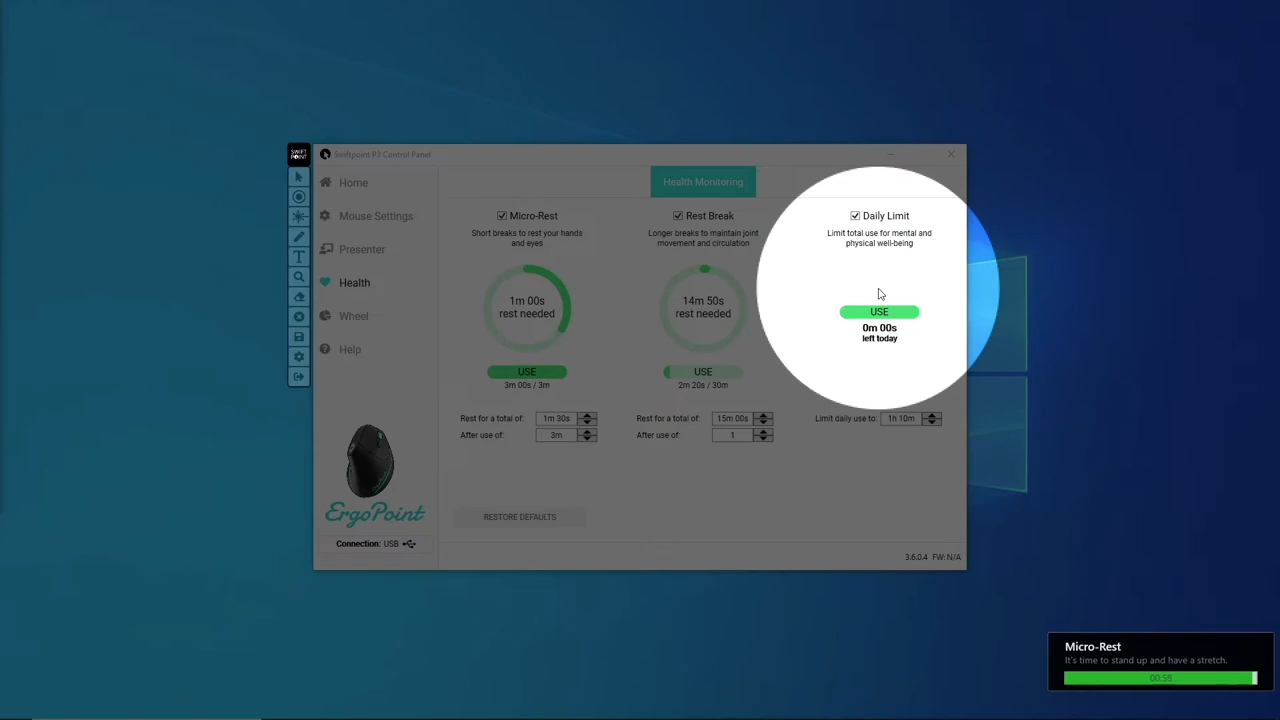 SWIFT
POINT
Swiftpoint P3 Control Panel
Home
Mouse Settings
Presenter
Health
Wheel
Help
ErgoPoint
Connection: USB
Health Monitoring
Micro-Rest
Short breaks to rest your hands
and eyes
1m 00s
rest needed
USE
3m 00s / 3m
Rest for a total of: 1m 30s
After use of: 3m
Rest Break
Longer breaks to maintain joint
movement and circulation
14m 50s
rest needed
USE
2m 20s / 30m
Rest for a total of: 15m 00s
After use of: 1
Daily Limit
Limit total use for mental and
physical well-being
USE
0m 00s
left today
Limit daily use to: 1h 10m
RESTORE DEFAULTS
3.6.0.4 FW: N/A
Micro-Rest
It's time to stand up and have a stretch.
00:58